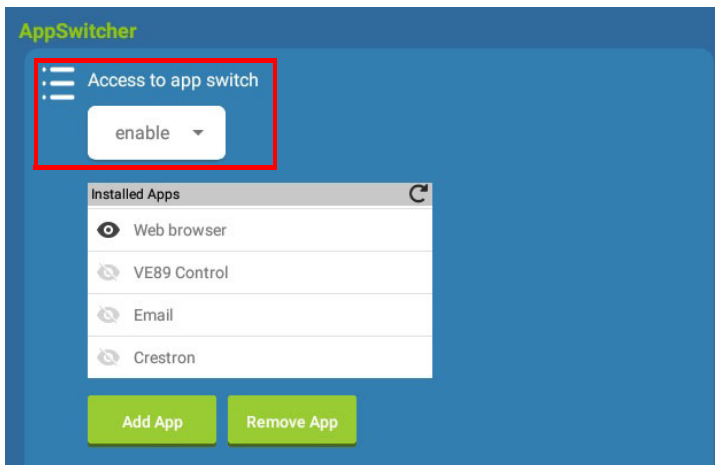 AppSwitcher
Access to app switch
enable
Installed Apps
Web browser
VE89 Control
Email
Crestron
Add App Remove App